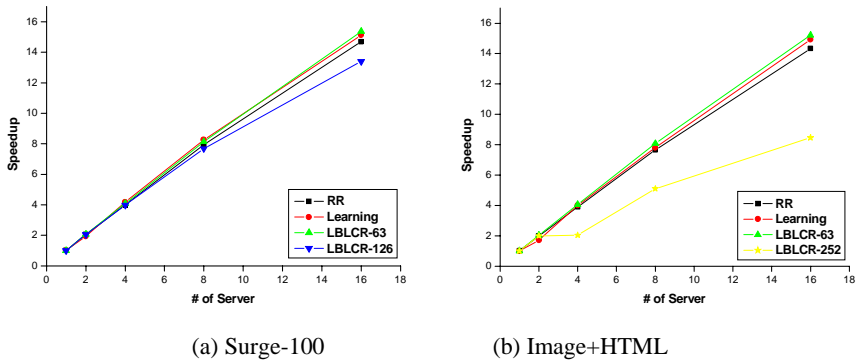 16
14
12
10
8
6
4
2
0
Speedup
0 2 4 6 8 10 12 14 16 18
# of Server
RR
Learning
LBLCR-63
LBLCR-126
(a) Surge-100
16
14
12
10
8
6
4
2
0
Speedup
0 2 4 6 8 10 12 14 16 18
# of Server
RR
Learning
LBLCR-63
LBLCR-252
(b) Image+HTML